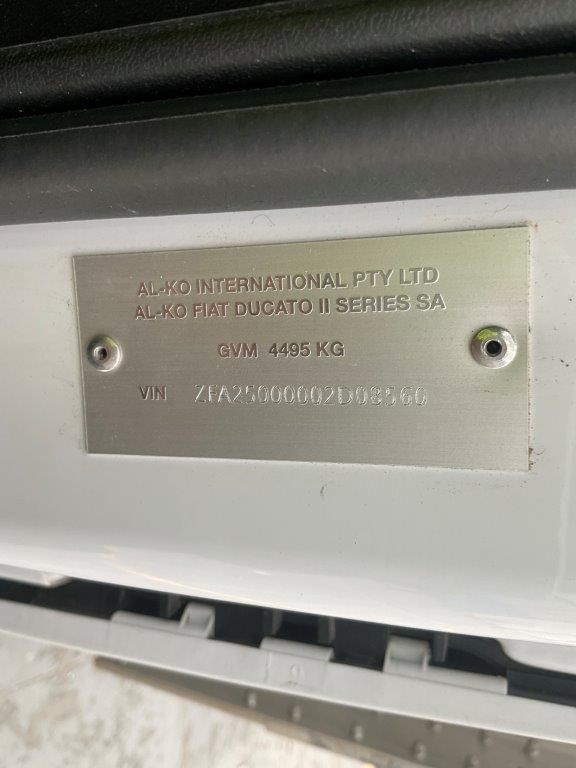 AL-KO INTERNATIONAL PTY LTD
AL-KO FIAT DUCATO II SERIES SA
GVM 4495 KG
VIN ZFA25000002D08560